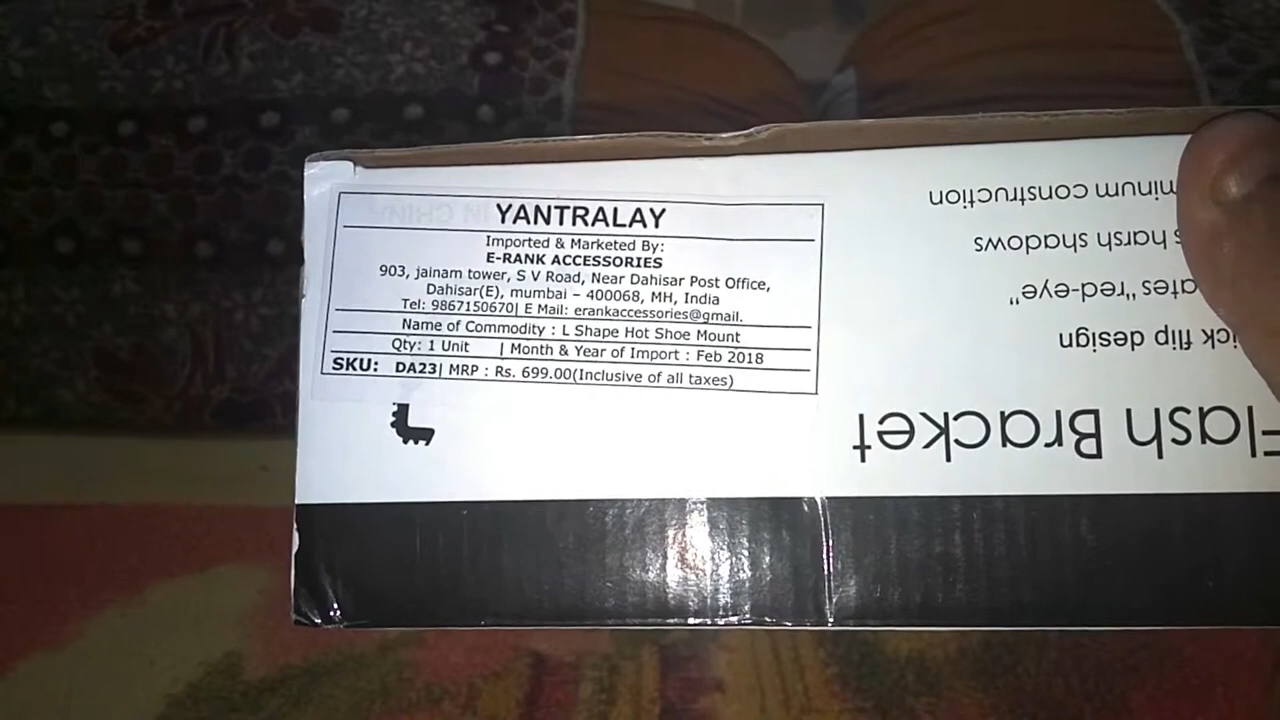 YANTRALAY
Imported & Marketed By:
E-RANK ACCESSORIES
903, jainam tower, S V Road, Near Dahisar Post Office,
Dahisar(E), mumbai – 400068, MH, India
Tel: 9867150670| E Mail: erankaccessories@gmail.
Name of Commodity : L Shape Hot Shoe Mount
Qty: 1 Unit | Month & Year of Import : Feb 2018
SKU: DA23| MRP : Rs. 699.00(Inclusive of all taxes)
Flash Bracket
ick flip design
ates "red-eye"
harsh shadows
minum construction